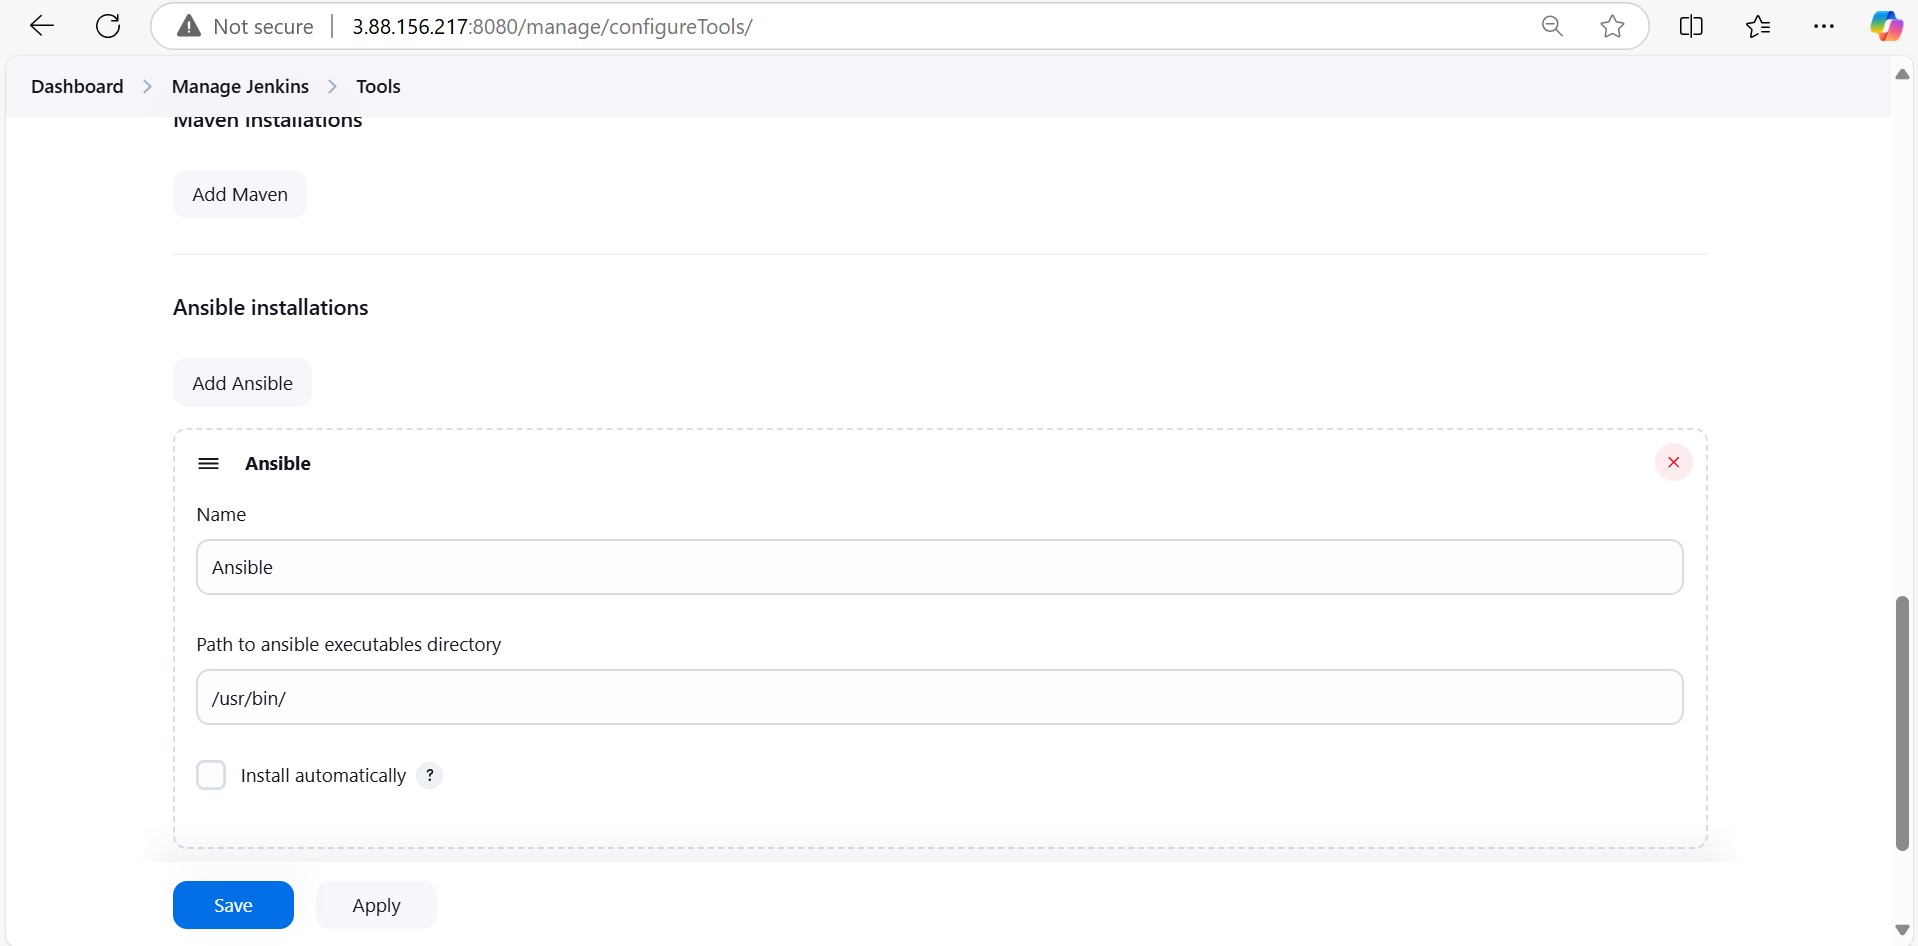 Not secure | 3.88.156.217:8080/manage/configureTools/
Dashboard > Manage Jenkins > Tools
Maven installations
Add Maven
Ansible installations
Add Ansible
Ansible
Name
Ansible
Path to ansible executables directory
/usr/bin/
Install automatically ?
Save Apply